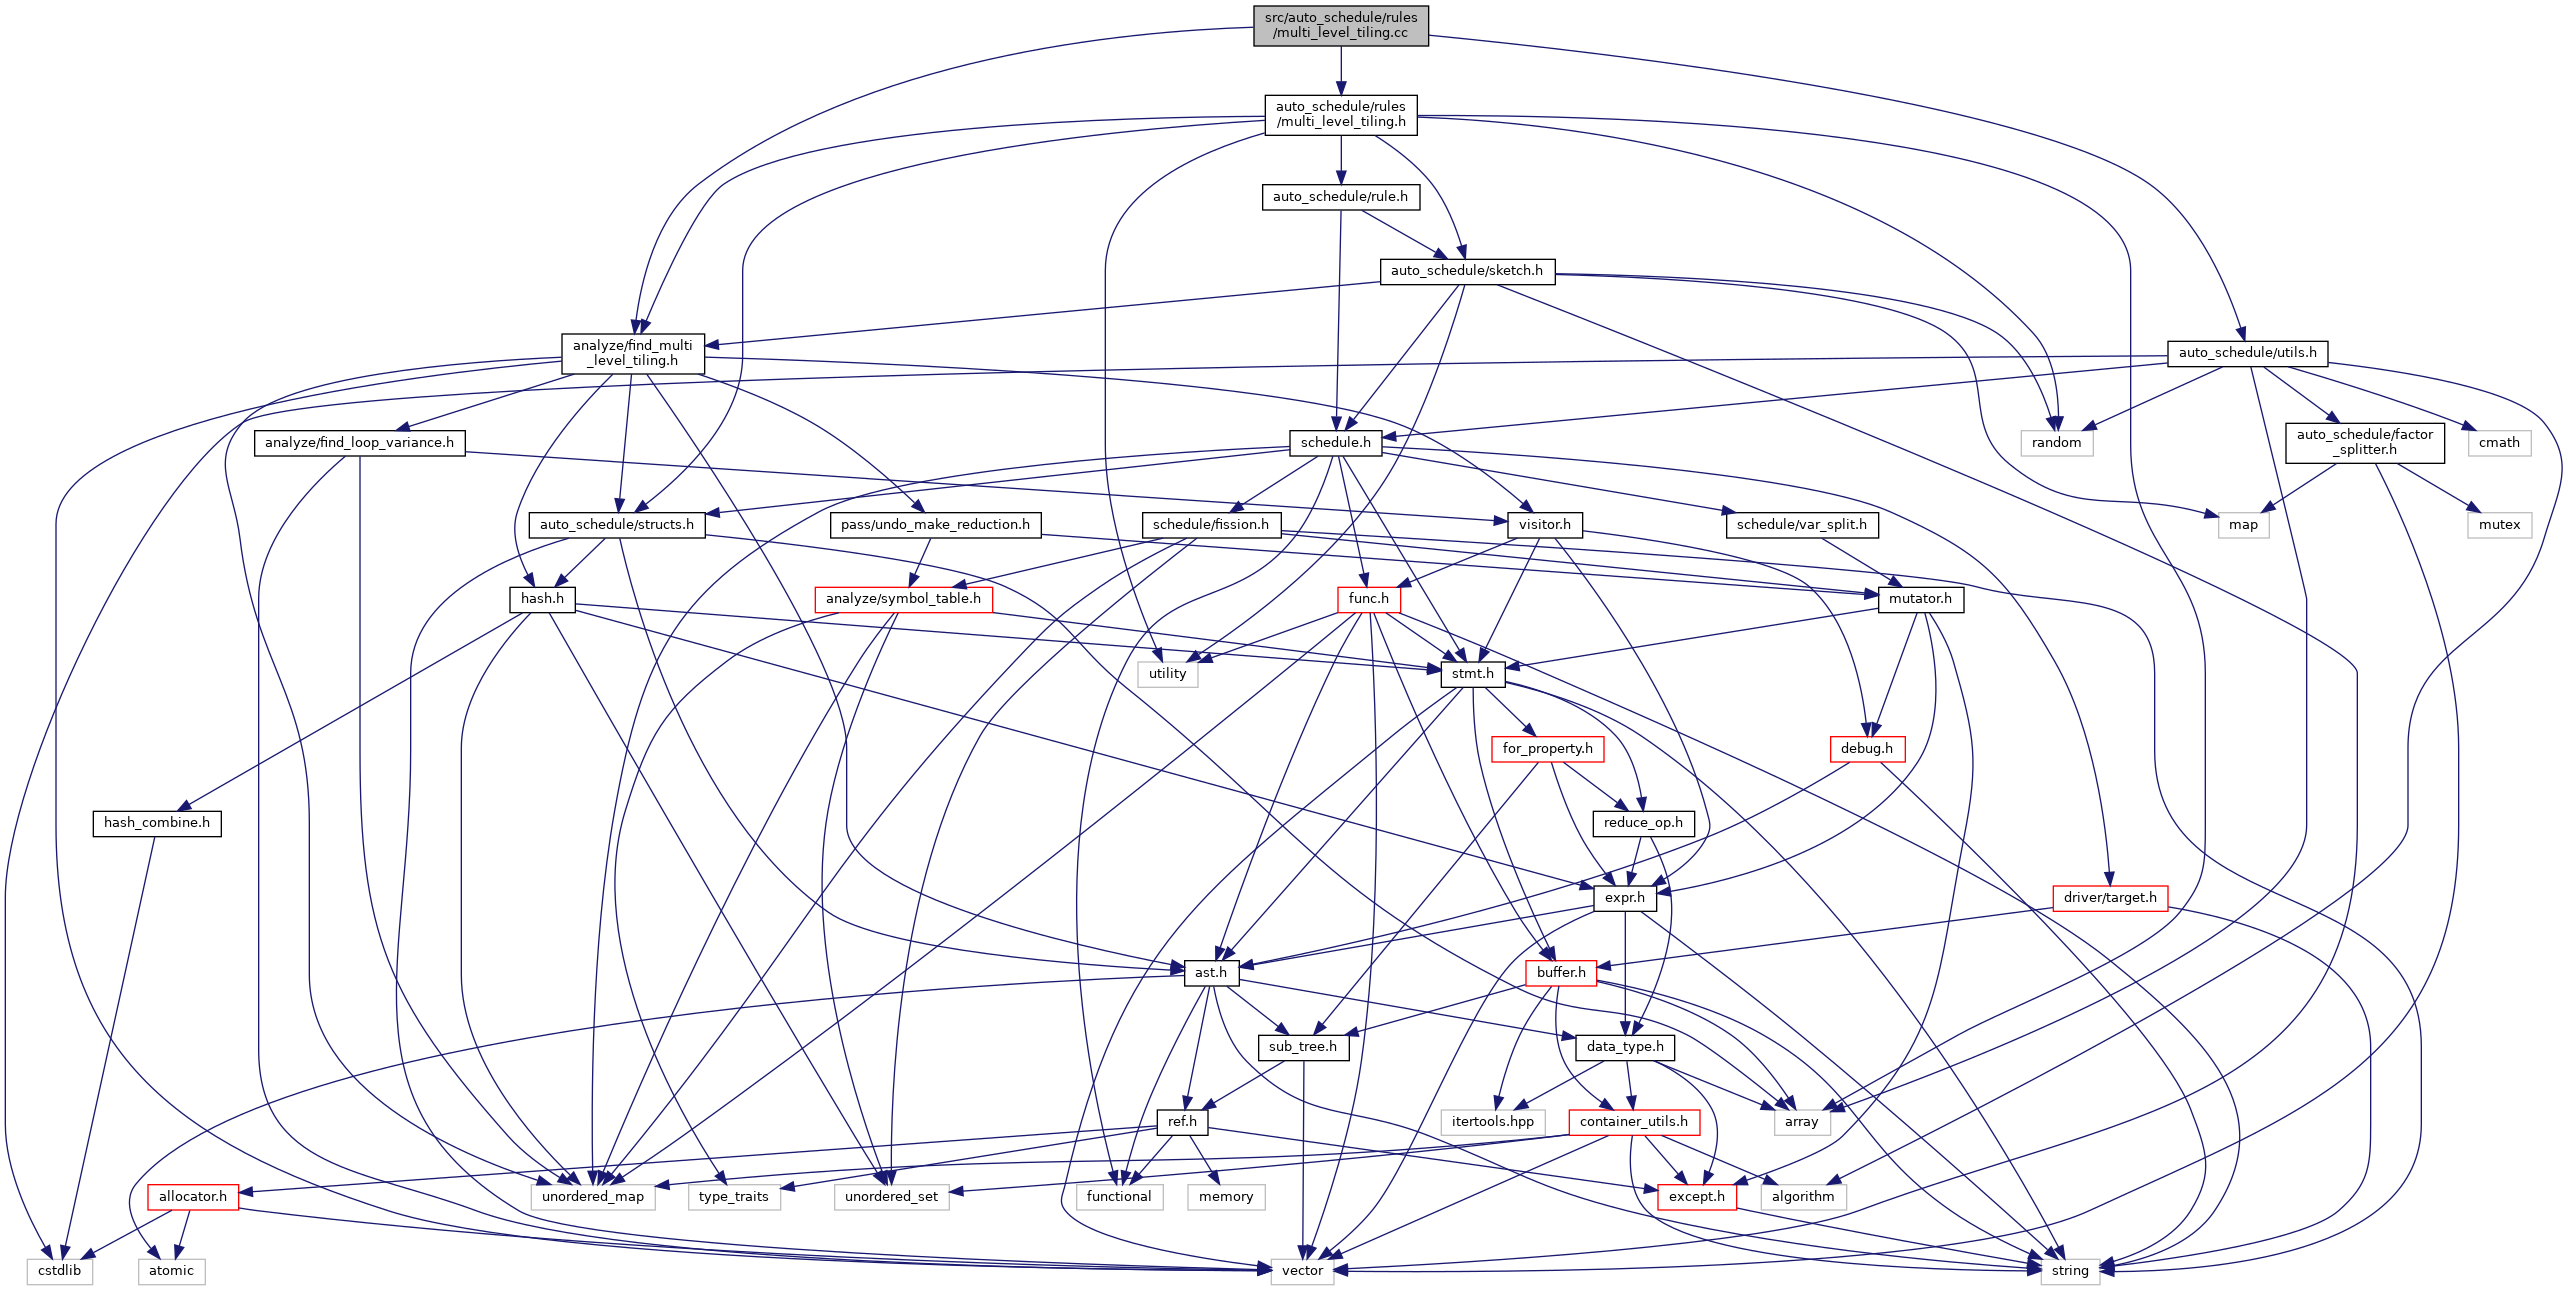 src/auto_schedule/rules
/multi_level_tiling.cc
auto_schedule/rules
/multi_level_tiling.h
auto_schedule/rule.h
auto_schedule/sketch.h
analyze/find_multi
_level_tiling.h
auto_schedule/utils.h
analyze/find_loop_variance.h
schedule.h
random
auto_schedule/factor
_splitter.h
cmath
auto_schedule/structs.h
pass/undo_make_reduction.h
schedule/fission.h
visitor.h
schedule/var_split.h
map
mutex
hash.h
analyze/symbol_table.h
func.h
mutator.h
utility
stmt.h
for_property.h
debug.h
hash_combine.h
reduce_op.h
expr.h
driver/target.h
ast.h
buffer.h
sub_tree.h
data_type.h
ref.h
itertools.hpp
container_utils.h
array
allocator.h
unordered_map
type_traits
unordered_set
functional
memory
except.h
algorithm
cstdlib
atomic
vector
string